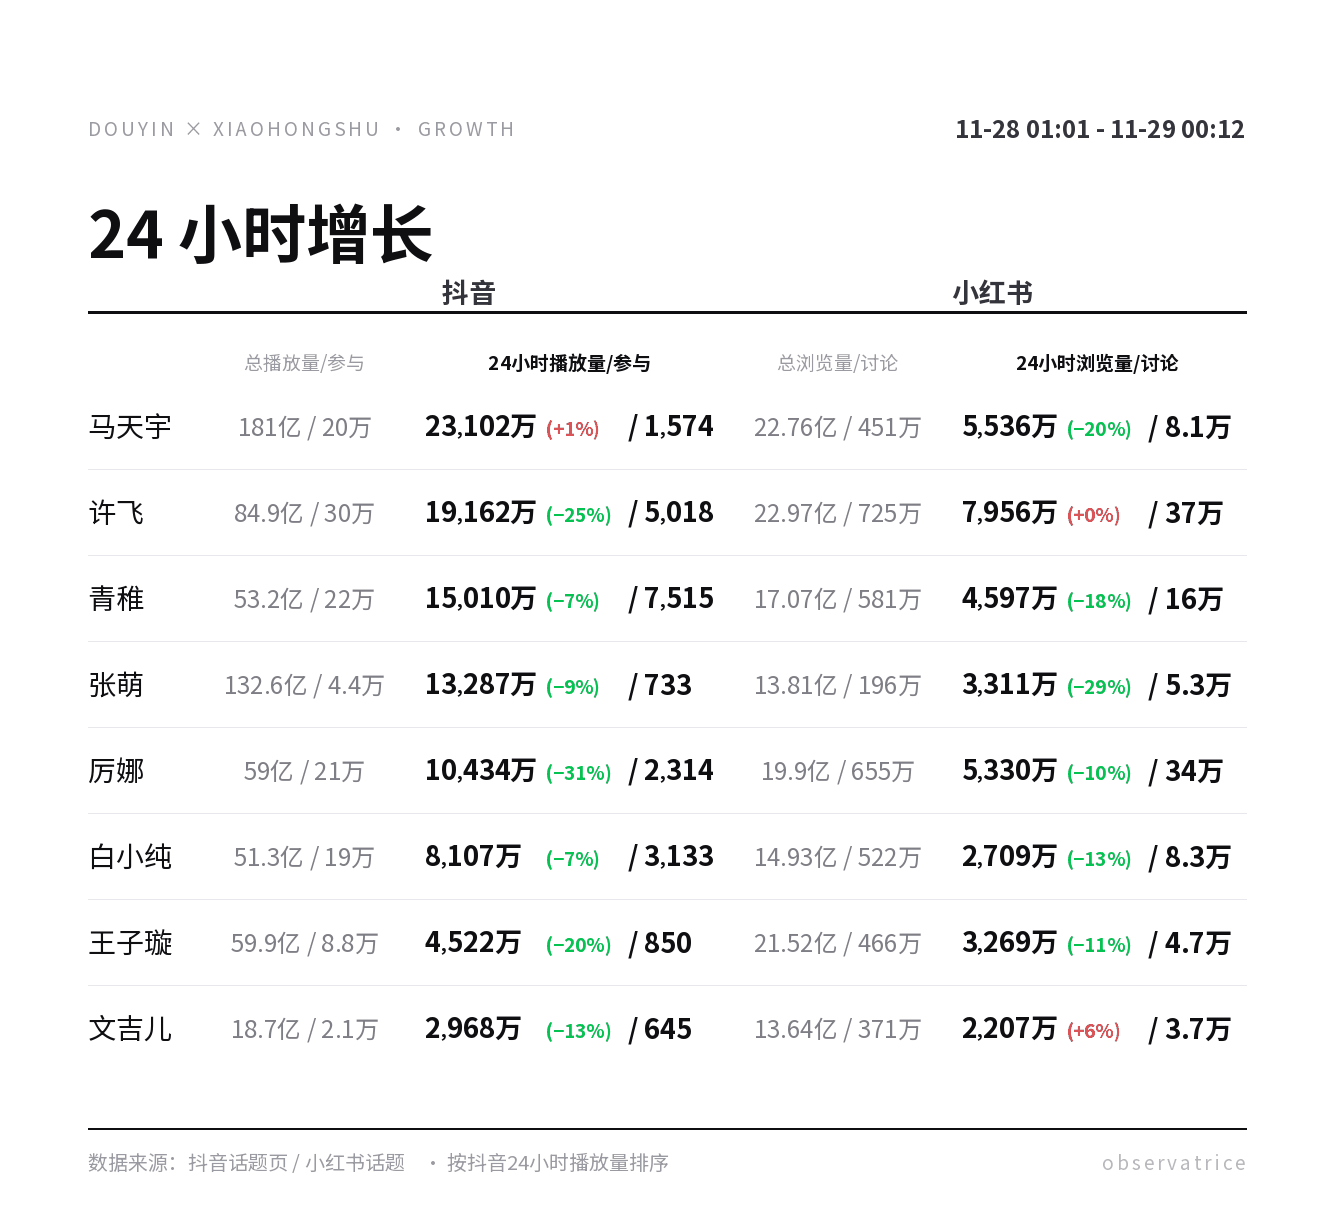 DOUYIN × XIAOHONGSHU · GROWTH 11-28 01:01 - 11-29 00:12
24 小时增长
抖音 小红书
总播放量/参与 24小时播放量/参与 总浏览量/讨论 24小时浏览量/讨论
马天宇 181亿 / 20万 23,102万 (+1%) / 1,574 22.76亿 / 451万 5,536万 (−20%) / 8.1万
许飞 84.9亿 / 30万 19,162万 (−25%) / 5,018 22.97亿 / 725万 7,956万 (+0%) / 37万
青稚 53.2亿 / 22万 15,010万 (−7%) / 7,515 17.07亿 / 581万 4,597万 (−18%) / 16万
张萌 132.6亿 / 4.4万 13,287万 (−9%) / 733 13.81亿 / 196万 3,311万 (−29%) / 5.3万
厉娜 59亿 / 21万 10,434万 (−31%) / 2,314 19.9亿 / 655万 5,330万 (−10%) / 34万
白小纯 51.3亿 / 19万 8,107万 (−7%) / 3,133 14.93亿 / 522万 2,709万 (−13%) / 8.3万
王子璇 59.9亿 / 8.8万 4,522万 (−20%) / 850 21.52亿 / 466万 3,269万 (−11%) / 4.7万
文吉儿 18.7亿 / 2.1万 2,968万 (−13%) / 645 13.64亿 / 371万 2,207万 (+6%) / 3.7万
数据来源：抖音话题页 / 小红书话题 · 按抖音24小时播放量排序 observatrice